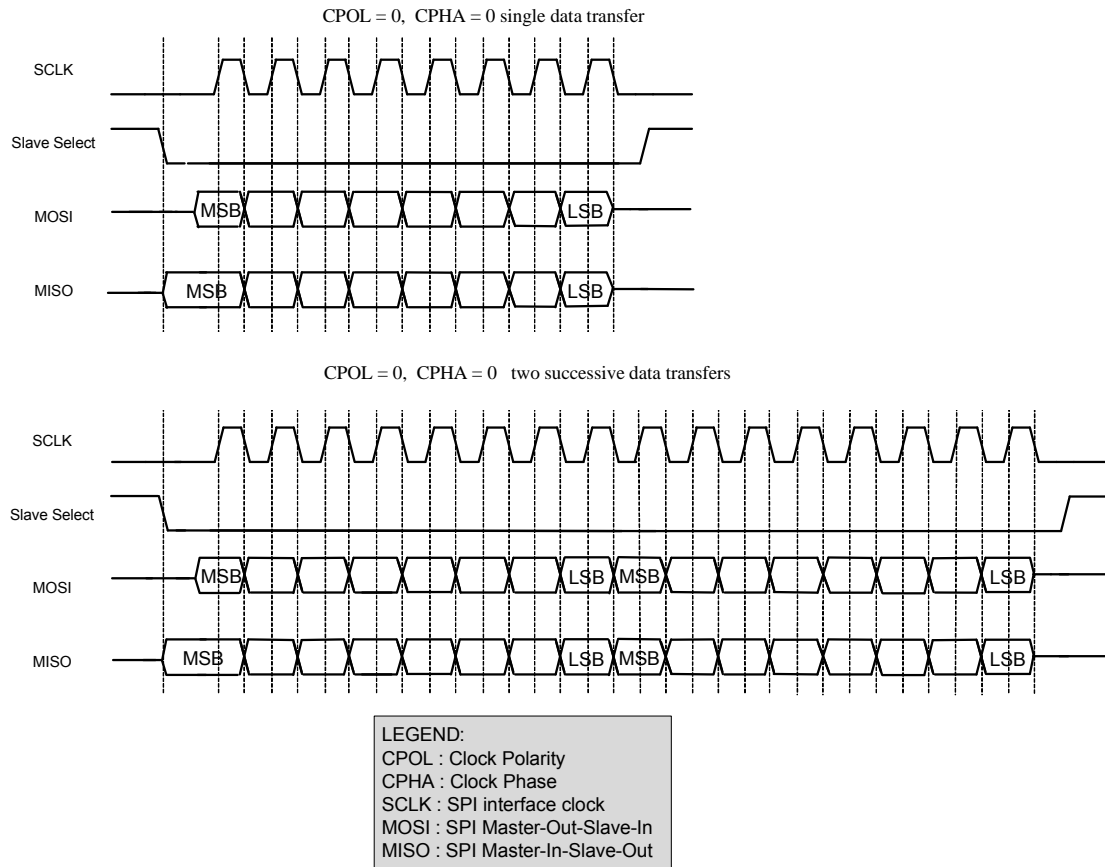 CPOL = 0, CPHA = 0 single data transfer
SCLK
Slave Select
MOSI MSB LSB
MISO MSB LSB
CPOL = 0, CPHA = 0 two successive data transfers
SCLK
Slave Select
MOSI MSB LSB MSB LSB
MISO MSB LSB MSB LSB
LEGEND:
CPOL : Clock Polarity
CPHA : Clock Phase
SCLK : SPI interface clock
MOSI : SPI Master-Out-Slave-In
MISO : SPI Master-In-Slave-Out